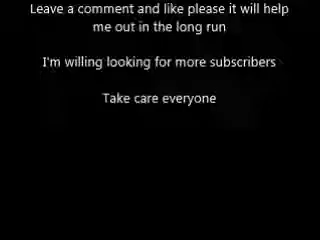 Leave a comment and like please it will help
me out in the long run
I'm willing looking for more subscribers
Take care everyone